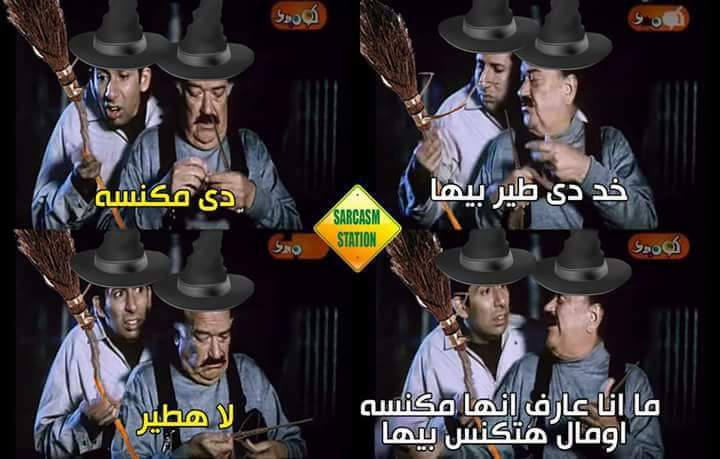 خد دى طير بيها
دى مكنسه
SARCASM
STATION
ما انا عارف انها مكنسه
اومال هتكنس بيها
لا هطير